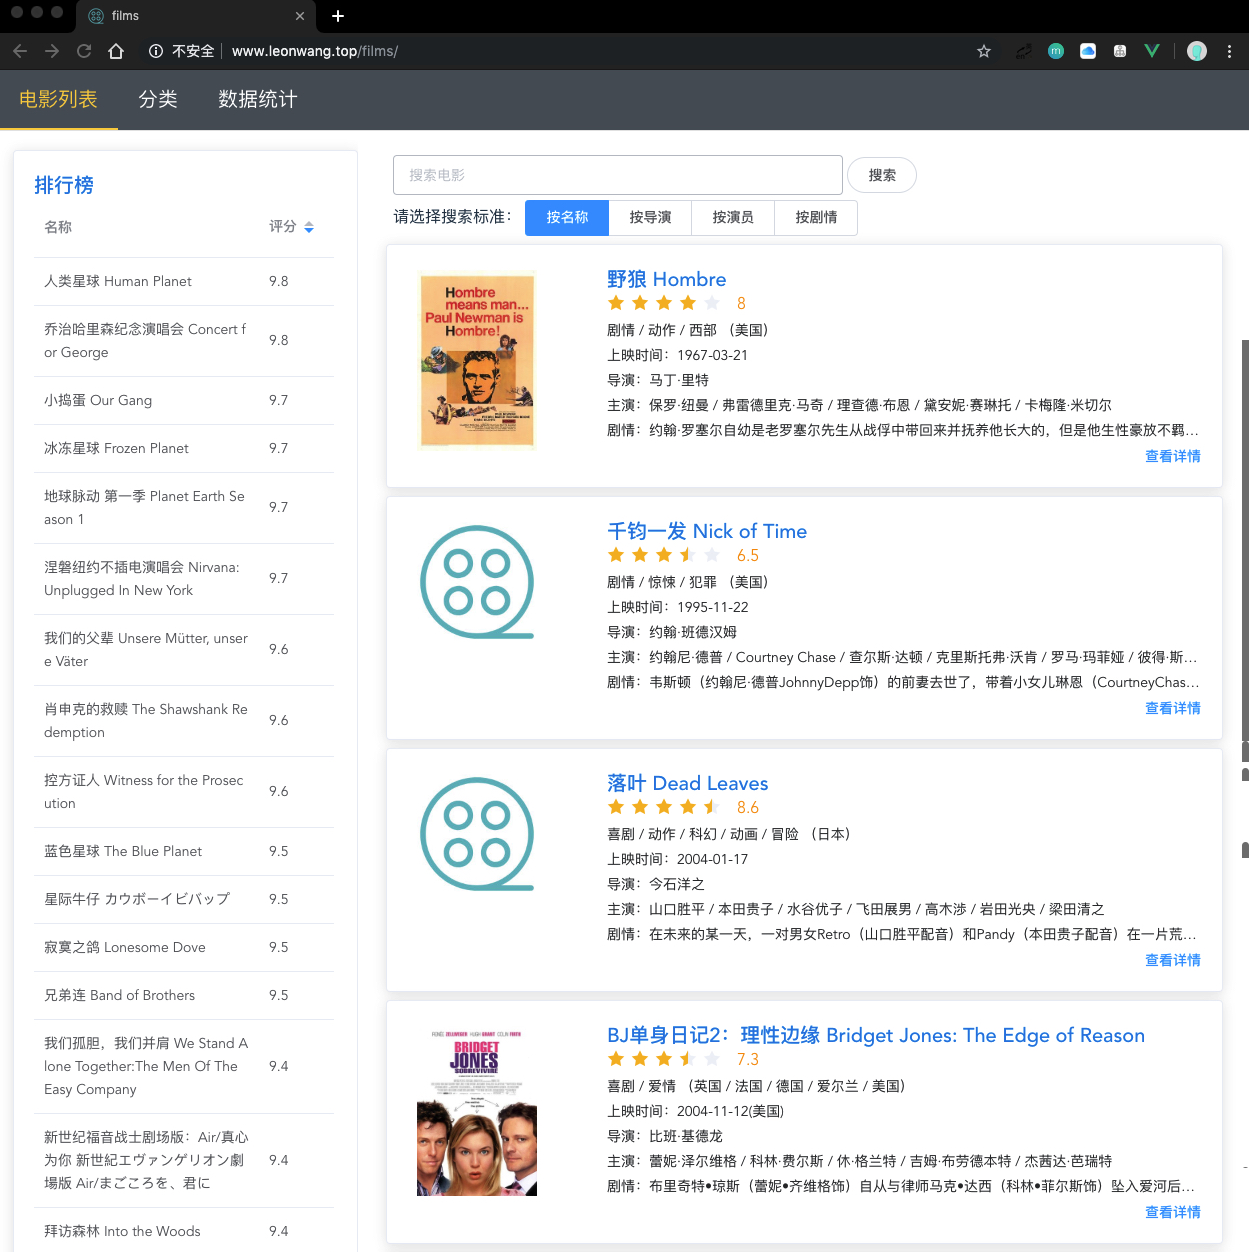 films
不安全 www.leonwang.top/films/
电影列表 分类 数据统计
排行榜
名称 评分
人类星球 Human Planet 9.8
乔治哈里森纪念演唱会 Concert f
or George 9.8
小捣蛋 Our Gang 9.7
冰冻星球 Frozen Planet 9.7
地球脉动 第一季 Planet Earth Se
ason 1 9.7
涅磐纽约不插电演唱会 Nirvana:
Unplugged In New York 9.7
我们的父辈 Unsere Mütter, unser
e Väter 9.6
肖申克的救赎 The Shawshank Re
demption 9.6
控方证人 Witness for the Prosec
ution 9.6
蓝色星球 The Blue Planet 9.5
星际牛仔 カウボーイビバップ 9.5
寂寞之鸽 Lonesome Dove 9.5
兄弟连 Band of Brothers 9.5
我们孤胆，我们并肩 We Stand A
lone Together:The Men Of The
Easy Company 9.4
新世纪福音战士剧场版：Air/真心
为你 新世紀エヴァンゲリオン劇
場版 Air/まごころを、君に 9.4
拜访森林 Into the Woods 9.4
搜索电影 搜索
请选择搜索标准： 按名称 按导演 按演员 按剧情
Hombre
means man...
Paul Newman is
Hombre!
野狼 Hombre
8
剧情 / 动作 / 西部 （美国）
上映时间：1967-03-21
导演：马丁·里特
主演：保罗·纽曼 / 弗雷德里克·马奇 / 理查德·布恩 / 黛安妮·赛琳托 / 卡梅隆·米切尔
剧情：约翰·罗塞尔自幼是老罗塞尔先生从战俘中带回来并抚养他长大的，但是他生性豪放不羁...
查看详情
千钧一发 Nick of Time
6.5
剧情 / 惊悚 / 犯罪 （美国）
上映时间：1995-11-22
导演：约翰·班德汉姆
主演：约翰尼·德普 / Courtney Chase / 查尔斯·达顿 / 克里斯托弗·沃肯 / 罗马·玛菲娅 / 彼得·斯...
剧情：韦斯顿（约翰尼·德普JohnnyDepp饰）的前妻去世了，带着小女儿琳恩（CourtneyChas...
查看详情
落叶 Dead Leaves
8.6
喜剧 / 动作 / 科幻 / 动画 / 冒险 （日本）
上映时间：2004-01-17
导演：今石洋之
主演：山口胜平 / 本田贵子 / 水谷优子 / 飞田展男 / 高木渉 / 岩田光央 / 梁田清之
剧情：在未来的某一天，一对男女Retro（山口胜平配音）和Pandy（本田贵子配音）在一片荒...
查看详情
RENÉE ZELLWEGER HUGH GRANT COLIN FIRTH
BRIDGET
JONES
SOBREVIVIRE
BJ单身日记2：理性边缘 Bridget Jones: The Edge of Reason
7.3
喜剧 / 爱情 （英国 / 法国 / 德国 / 爱尔兰 / 美国）
上映时间：2004-11-12(美国)
导演：比班·基德龙
主演：蕾妮·泽尔维格 / 科林·费尔斯 / 休·格兰特 / 吉姆·布劳德本特 / 杰茜达·芭瑞特
剧情：布里奇特•琼斯（蕾妮•齐维格饰）自从与律师马克•达西（科林•菲尔斯饰）坠入爱河后...
查看详情